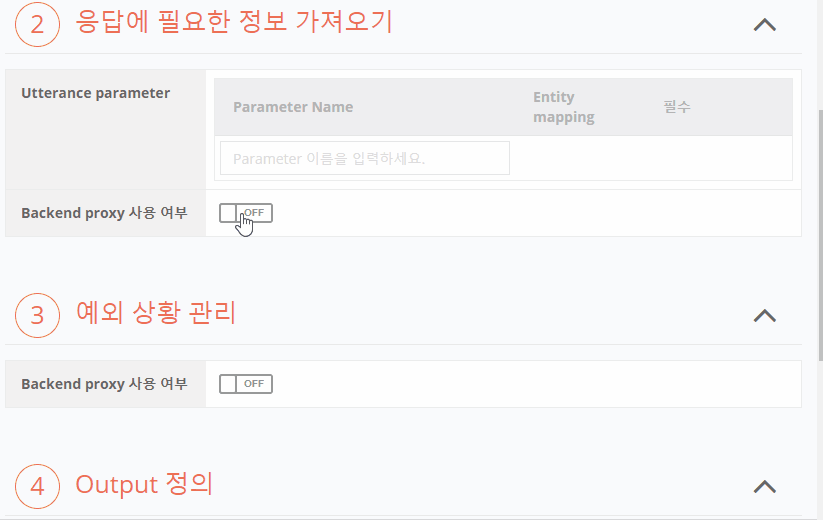 2 응답에 필요한 정보 가져오기
Utterance parameter
Parameter Name
Entity
mapping
필수
Parameter 이름을 입력하세요.
Backend proxy 사용 여부
OFF
3 예외 상황 관리
Backend proxy 사용 여부
OFF
4 Output 정의